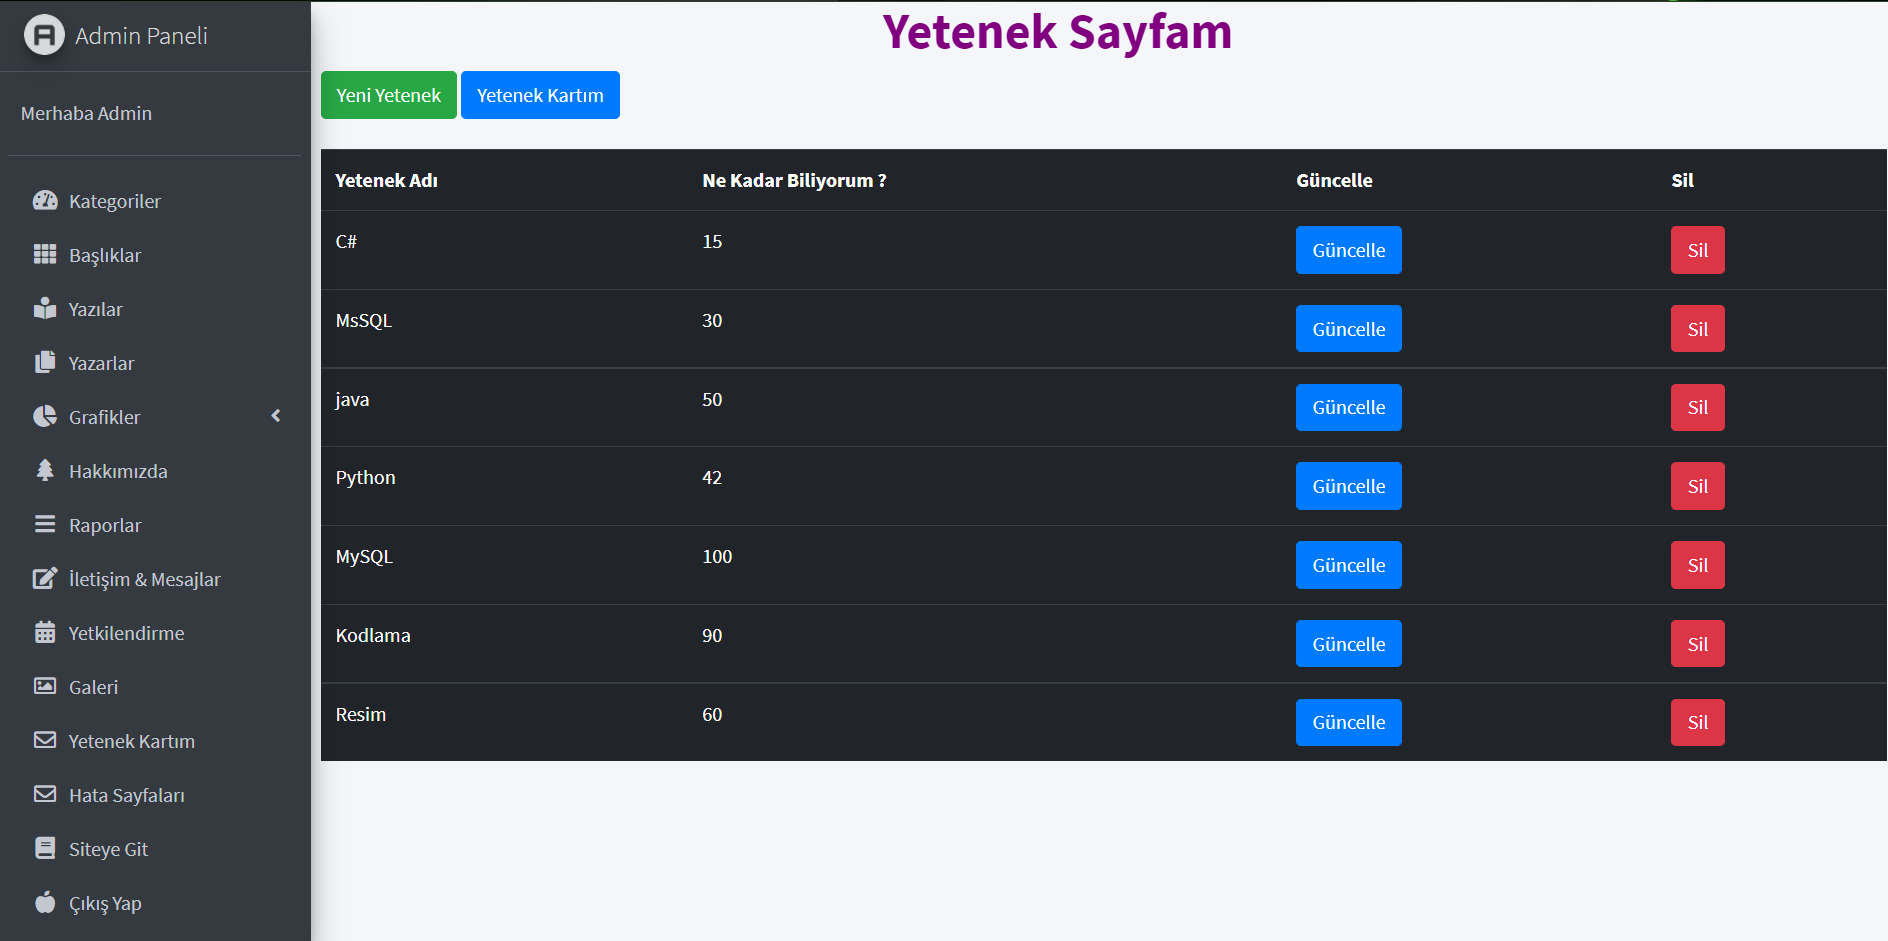 Admin Paneli
Merhaba Admin
Kategoriler
Başlıklar
Yazılar
Yazarlar
Grafikler
Hakkımızda
Raporlar
İletişim & Mesajlar
Yetkilendirme
Galeri
Yetenek Kartım
Hata Sayfaları
Siteye Git
Çıkış Yap
Yetenek Sayfam
Yeni Yetenek Yetenek Kartım
Yetenek Adı Ne Kadar Biliyorum ? Güncelle Sil
C# 15 Güncelle Sil
MsSQL 30 Güncelle Sil
java 50 Güncelle Sil
Python 42 Güncelle Sil
MySQL 100 Güncelle Sil
Kodlama 90 Güncelle Sil
Resim 60 Güncelle Sil